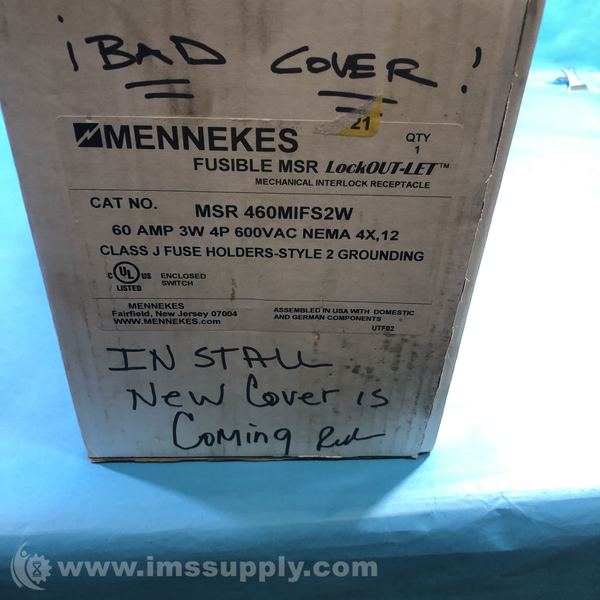 ¡BAD COVER!
21
MENNEKES
QTY
1
FUSIBLE MSR LockOUT-LET™
MECHANICAL INTERLOCK RECEPTACLE
CAT NO. MSR 460MIFS2W
60 AMP 3W 4P 600VAC NEMA 4X,12
CLASS J FUSE HOLDERS-STYLE 2 GROUNDING
C UL US
LISTED
ENCLOSED
SWITCH
MENNEKES
Fairfield, New Jersey 07004
WWW.MENNEKES.com
ASSEMBLED IN USA WITH DOMESTIC
AND GERMAN COMPONENTS
UTF02
INSTALL
New Cover is
Coming
www.imssupply.com